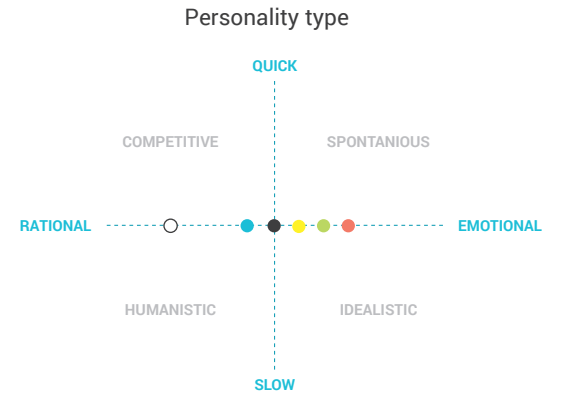 Personality type
QUICK
COMPETITIVE
SPONTANIOUS
RATIONAL
EMOTIONAL
HUMANISTIC
IDEALISTIC
SLOW